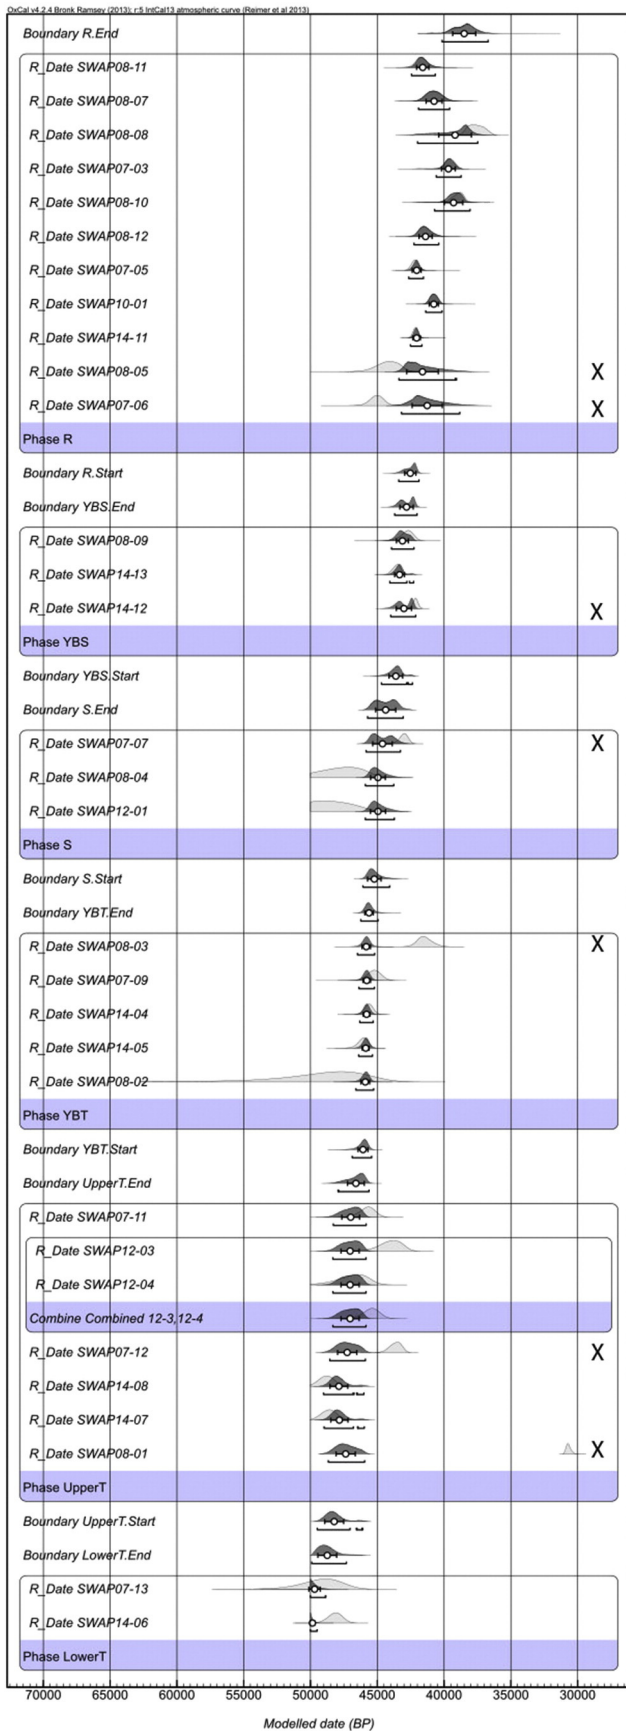 OxCal v4.2.4 Bronk Ramsey (2013); r:5 IntCal13 atmospheric curve (Reimer et al 2013)
Boundary R.End
R_Date SWAP08-11
R_Date SWAP08-07
R_Date SWAP08-08
R_Date SWAP07-03
R_Date SWAP08-10
R_Date SWAP08-12
R_Date SWAP07-05
R_Date SWAP10-01
R_Date SWAP14-11
R_Date SWAP08-05 X
R_Date SWAP07-06 X
Phase R
Boundary R.Start
Boundary YBS.End
R_Date SWAP08-09
R_Date SWAP14-13
R_Date SWAP14-12 X
Phase YBS
Boundary YBS.Start
Boundary S.End
R_Date SWAP07-07 X
R_Date SWAP08-04
R_Date SWAP12-01
Phase S
Boundary S.Start
Boundary YBT.End
R_Date SWAP08-03 X
R_Date SWAP07-09
R_Date SWAP14-04
R_Date SWAP14-05
R_Date SWAP08-02
Phase YBT
Boundary YBT.Start
Boundary UpperT.End
R_Date SWAP07-11
R_Date SWAP12-03
R_Date SWAP12-04
Combine Combined 12-3,12-4
R_Date SWAP07-12 X
R_Date SWAP14-08
R_Date SWAP14-07
R_Date SWAP08-01 X
Phase UpperT
Boundary UpperT.Start
Boundary LowerT.End
R_Date SWAP07-13
R_Date SWAP14-06
Phase LowerT
70000 65000 60000 55000 50000 45000 40000 35000 30000
Modelled date (BP)